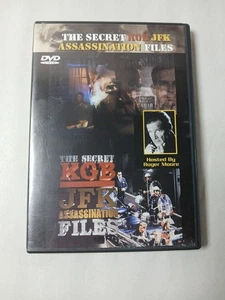 THE SECRET KGB JFK
ASSASSINATION FILES
DVD
Hosted By
Roger Moore
THE SECRET
KGB
JFK
ASSASSINATION
FILES